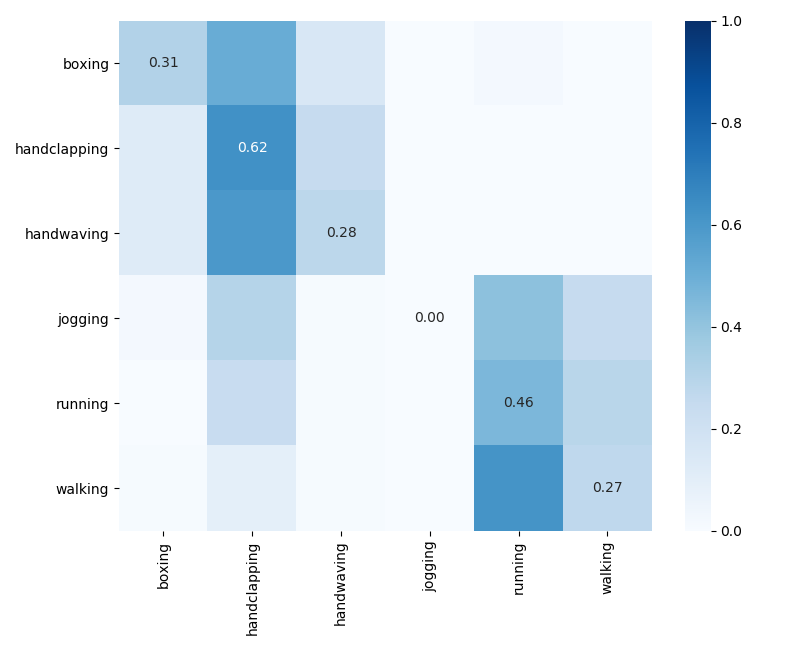 boxing
handclapping
handwaving
jogging
running
walking
0.31
0.62
0.28
0.00
0.46
0.27
boxing
handclapping
handwaving
jogging
running
walking
1.0
0.8
0.6
0.4
0.2
0.0